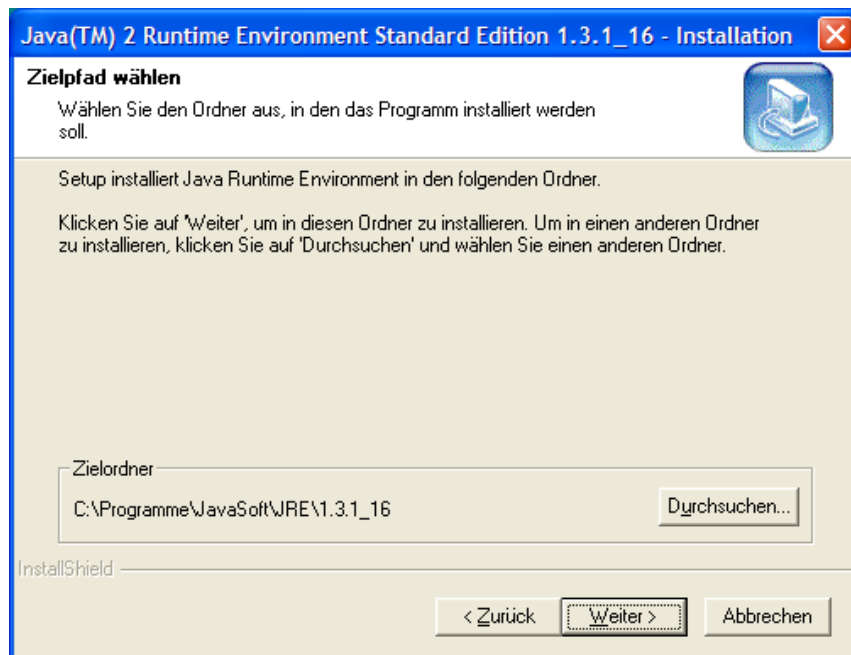 Java(TM) 2 Runtime Environment Standard Edition 1.3.1_16 - Installation
Zielpfad wählen
Wählen Sie den Ordner aus, in den das Programm installiert werden
soll.
Setup installiert Java Runtime Environment in den folgenden Ordner.
Klicken Sie auf 'Weiter', um in diesen Ordner zu installieren. Um in einen anderen Ordner
zu installieren, klicken Sie auf 'Durchsuchen' und wählen Sie einen anderen Ordner.
Zielordner
C:\Programme\JavaSoft\JRE\1.3.1_16
Durchsuchen...
InstallShield
< Zurück
Weiter >
Abbrechen